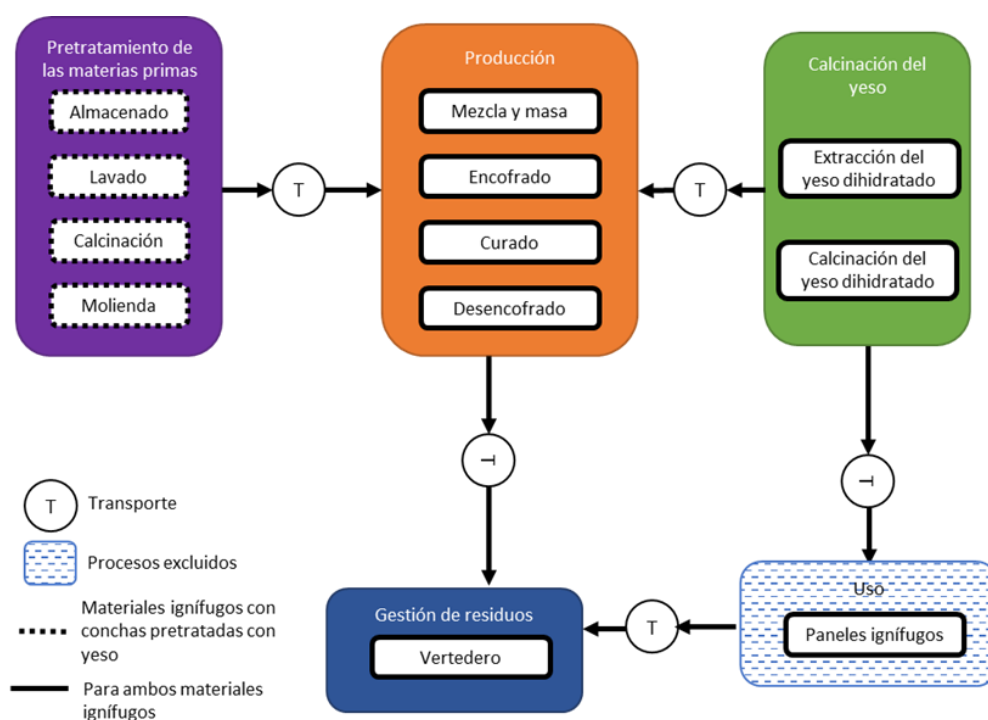 Pretratamiento de
las materias primas
Almacenado
Lavado
Calcinación
Molienda
T
Producción
Mezcla y masa
Encofrado
Curado
Desencofrado
T
Calcinación del
yeso
Extracción del
yeso dihidratado
Calcinación del
yeso dihidratado
T
T
T
Transporte
Procesos excluidos
Materiales ignífugos con
conchas pretratadas con
yeso
Para ambos materiales
ignífugos
Gestión de residuos
Vertedero
T
Uso
Paneles ignífugos